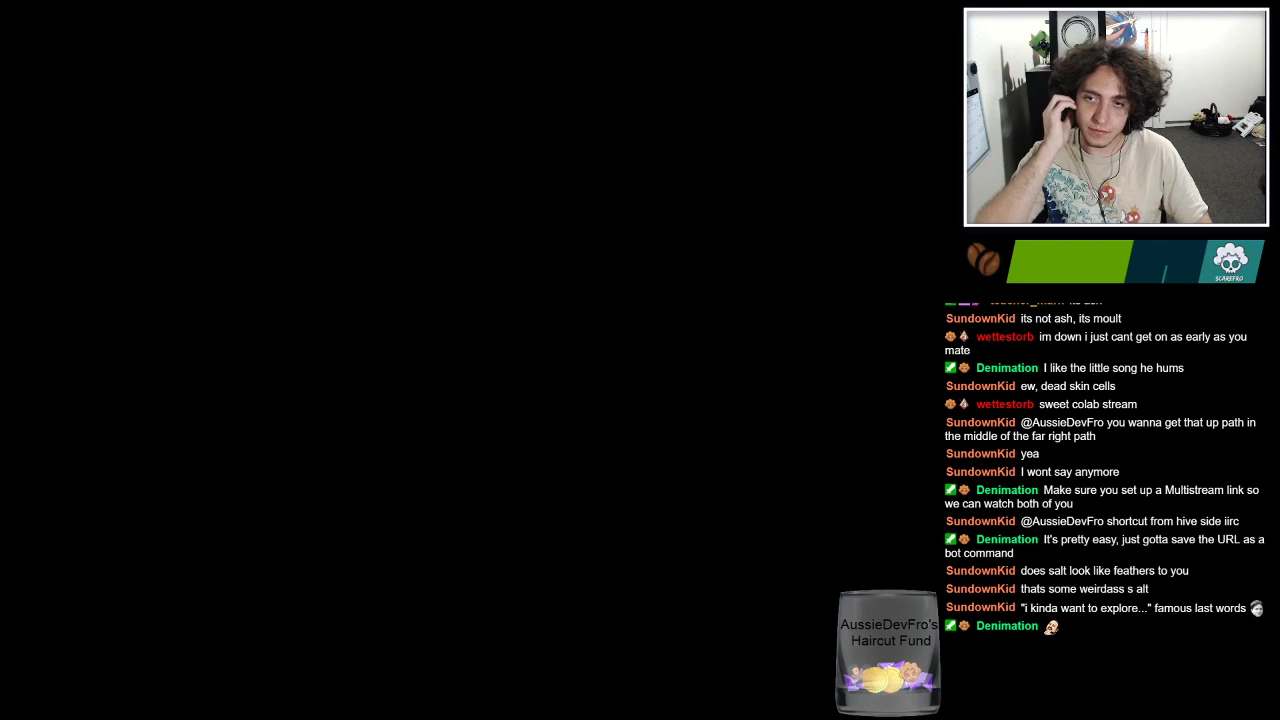 SCAREFRO
SundownKid its not ash, its moult
wettestorb im down i just cant get on as early as you
mate
Denimation I like the little song he hums
SundownKid ew, dead skin cells
wettestorb sweet colab stream
SundownKid @AussieDevFro you wanna get that up path in
the middle of the far right path
SundownKid yea
SundownKid I wont say anymore
Denimation Make sure you set up a Multistream link so
we can watch both of you
SundownKid @AussieDevFro shortcut from hive side iirc
Denimation It's pretty easy, just gotta save the URL as a
bot command
SundownKid does salt look like feathers to you
SundownKid thats some weirdass s alt
SundownKid "i kinda want to explore..." famous last words
Denimation
AussieDevFro's
Haircut Fund